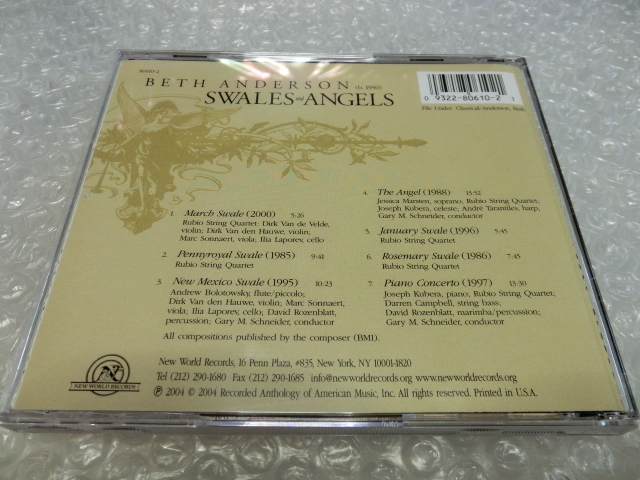 80610-2
BETH ANDERSON (b. 1950)
SWALES and ANGELS
0 9322-80610-2 1
File Under: Classical/Anderson, Beth
1. March Swale (2000) 5:26
Rubio String Quartet: Dirk Van de Velde,
violin; Dirk Van den Hauwe, violin;
Marc Sonnaert, viola; Ilia Laporev, cello
2. Pennyroyal Swale (1985) 9:41
Rubio String Quartet
3. New Mexico Swale (1995) 10:23
Andrew Bolotowsky, flute/piccolo;
Dirk Van den Hauwe, violin; Marc Sonnaert,
viola; Ilia Laporev, cello; David Rozenblatt,
percussion; Gary M. Schneider, conductor
4. The Angel (1988) 13:52
Jessica Marsten, soprano, Rubio String Quartet;
Joseph Kubera, celeste; André Tarantiles, harp,
Gary M. Schneider, conductor
5. January Swale (1996) 5:45
Rubio String Quartet
6. Rosemary Swale (1986) 7:45
Rubio String Quartet
7. Piano Concerto (1997) 13:30
Joseph Kubera, piano; Rubio String Quartet;
Darren Campbell, string bass;
David Rozenblatt, marimba/percussion;
Gary M. Schneider, conductor
All compositions published by the composer (BMI).
NEW WORLD RECORDS
New World Records, 16 Penn Plaza, #835, New York, NY 10001-1820
Tel (212) 290-1680 Fax (212) 290-1685 info@newworldrecords.org www.newworldrecords.org
℗ 2004 © 2004 Recorded Anthology of American Music, Inc. All rights reserved. Printed in U.S.A.